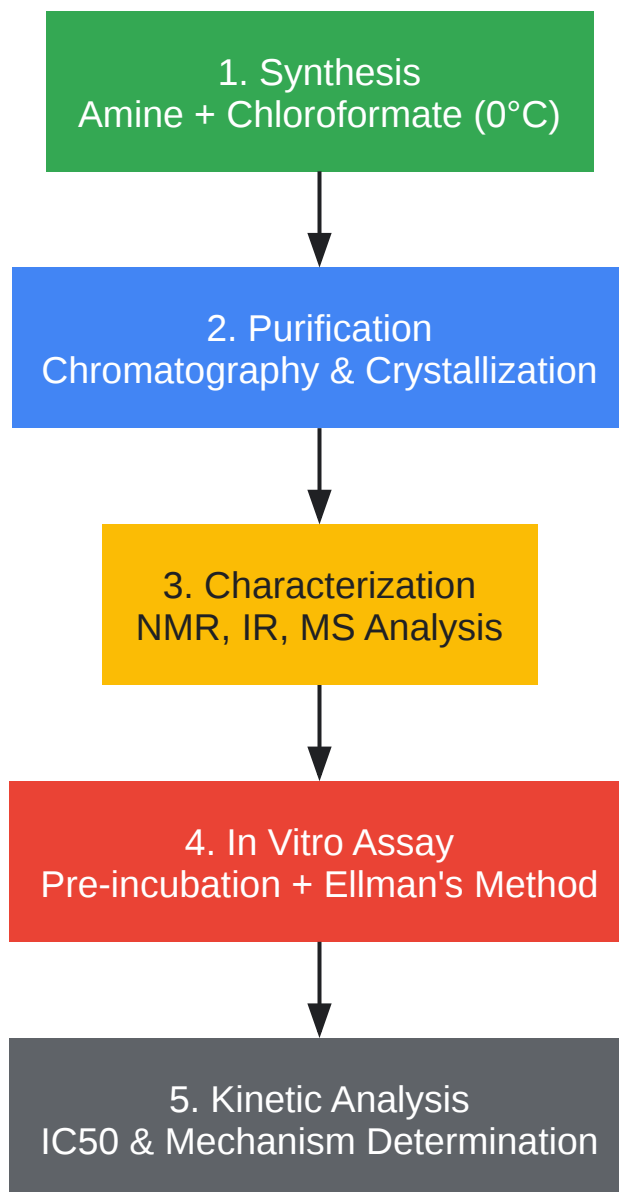 1. Synthesis
Amine + Chloroformate (0°C)
2. Purification
Chromatography & Crystallization
3. Characterization
NMR, IR, MS Analysis
4. In Vitro Assay
Pre-incubation + Ellman's Method
5. Kinetic Analysis
IC50 & Mechanism Determination